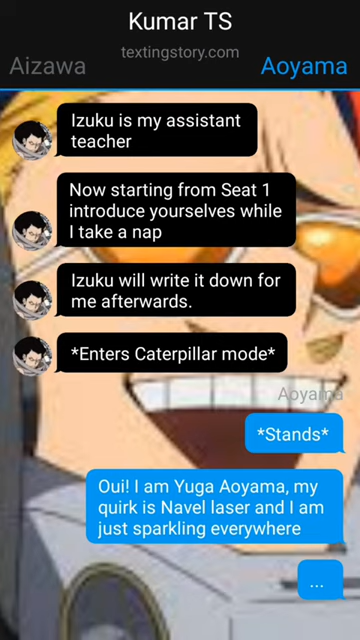 Kumar TS
textingstory.com
Aizawa
Aoyama
Izuku is my assistant
teacher
Now starting from Seat 1
introduce yourselves while
I take a nap
Izuku will write it down for
me afterwards.
*Enters Caterpillar mode*
Aoyama
*Stands*
Oui! I am Yuga Aoyama, my
quirk is Navel laser and I am
just sparkling everywhere
...